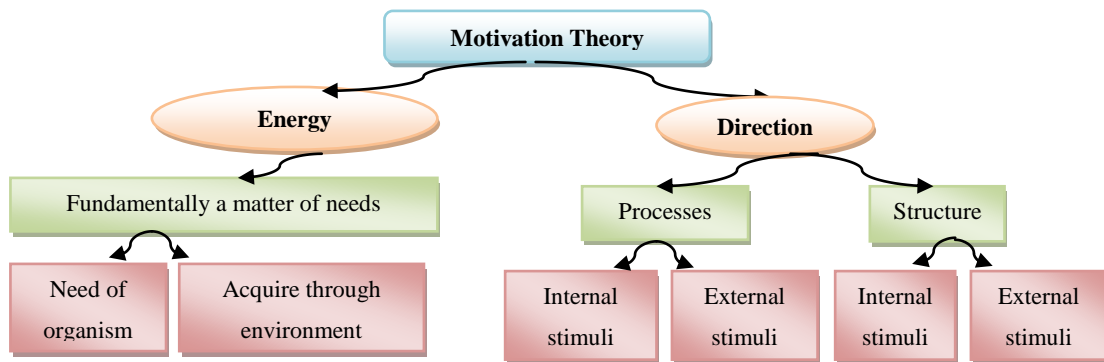 Motivation Theory
Energy
Direction
Fundamentally a matter of needs
Processes
Structure
Need of
organism
Acquire through
environment
Internal
stimuli
External
stimuli
Internal
stimuli
External
stimuli